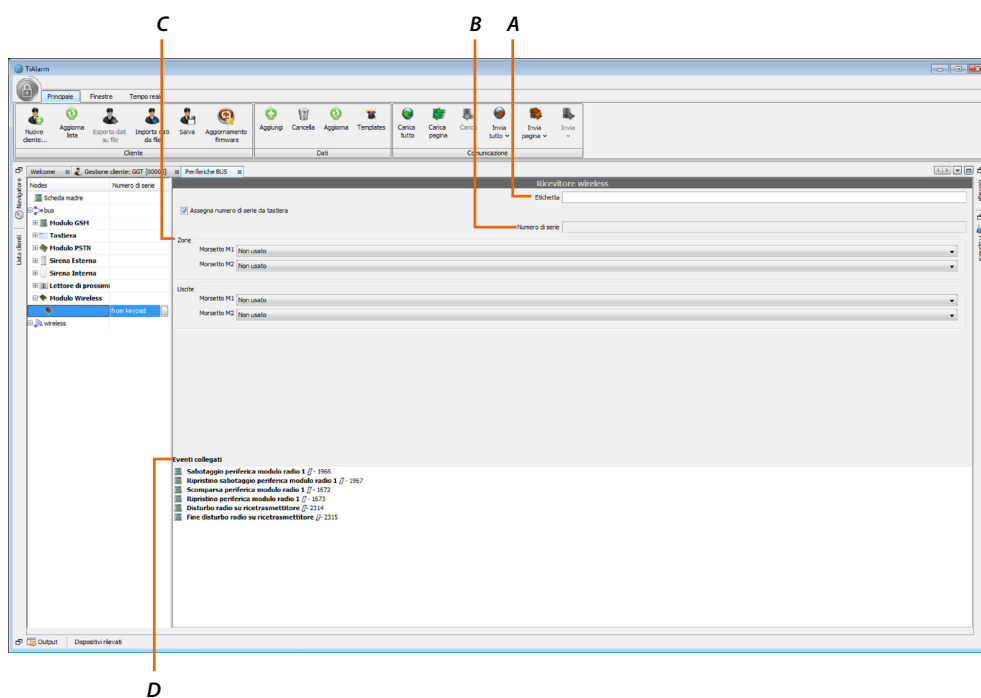 C B A
TiAlarm
Principale Finestre Tempo reale
Nuovo cliente... Aggiorna lista Esporta dati su file Importa dati da file Salva Aggiornamento firmware Aggiungi Cancella Aggiorna Templates Carica tutto Carica pagina Carica Invia tutto Invia pagina Invia
Cliente Dati Comunicazione
Welcome Gestione cliente: GGT Periferiche BUS
Navigatore
Lista clienti
Nodes Numero di serie
Scheda madre
bus
Modulo GSM
Tastiera
Modulo PSTN
Sirena Esterna
Sirena Interna
Lettore di prossimi
Modulo Wireless
from keypad
wireless
Ricevitore wireless
Etichetta
Assegna numero di serie da tastiera
Numero di serie
Zone
Morsetto M1 Non usato
Morsetto M2 Non usato
Uscite
Morsetto M1 Non usato
Morsetto M2 Non usato
Eventi collegati
Sabotaggio periferica modulo radio 1 [] - 1966
Ripristino sabotaggio periferica modulo radio 1 [] - 1967
Scomparsa periferica modulo radio 1 [] - 1672
Ripristino periferica modulo radio 1 [] - 1673
Disturbo radio su ricetrasmettitore []- 2314
Fine disturbo radio su ricetrasmettitore []- 2315
Output Dispositivi rilevati
D